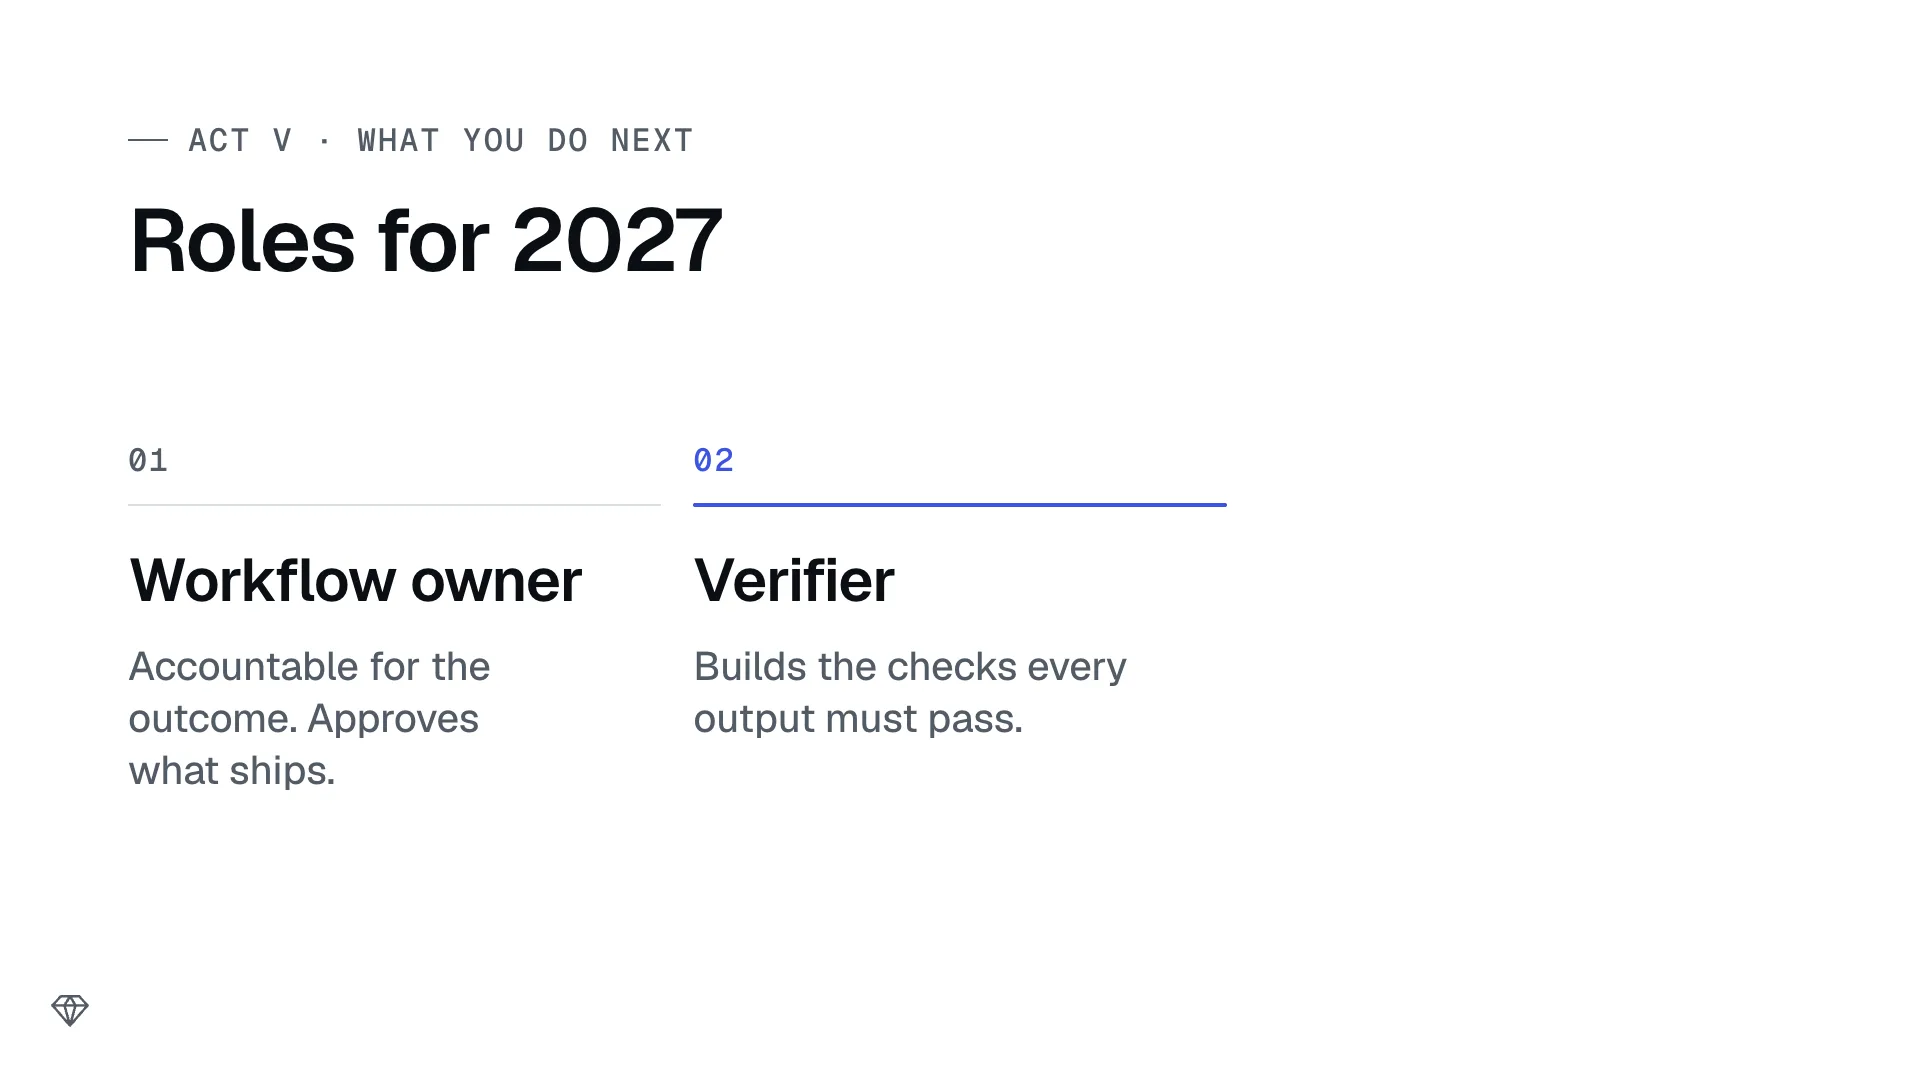 ACT V · WHAT YOU DO NEXT
Roles for 2027
01
Workflow owner
Accountable for the
outcome. Approves
what ships.
02
Verifier
Builds the checks every
output must pass.